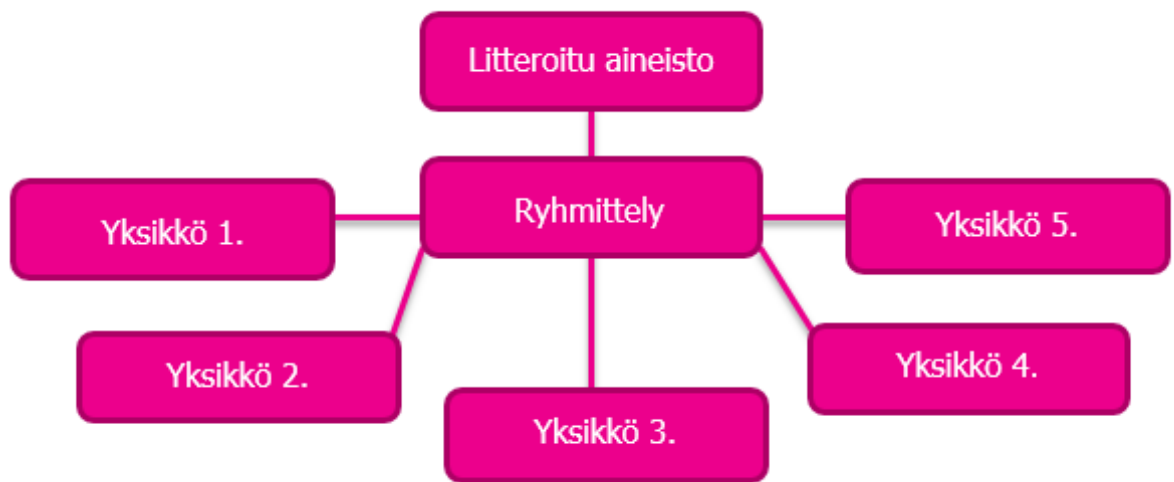 Litteroitu aineisto
Ryhmittely
Yksikkö 1.
Yksikkö 2.
Yksikkö 3.
Yksikkö 4.
Yksikkö 5.